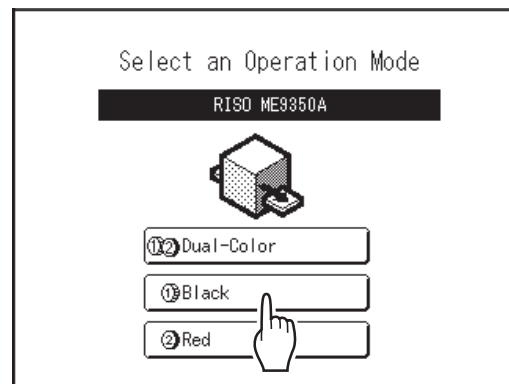 Select an Operation Mode
RISO ME9350A
①②Dual-Color
①Black
②Red